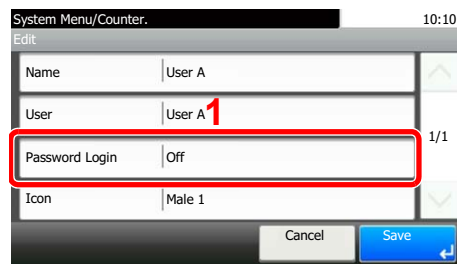 System Menu/Counter. 10:10
Edit
Name User A
User User A 1
1/1
Password Login Off
Icon Male 1
Cancel Save